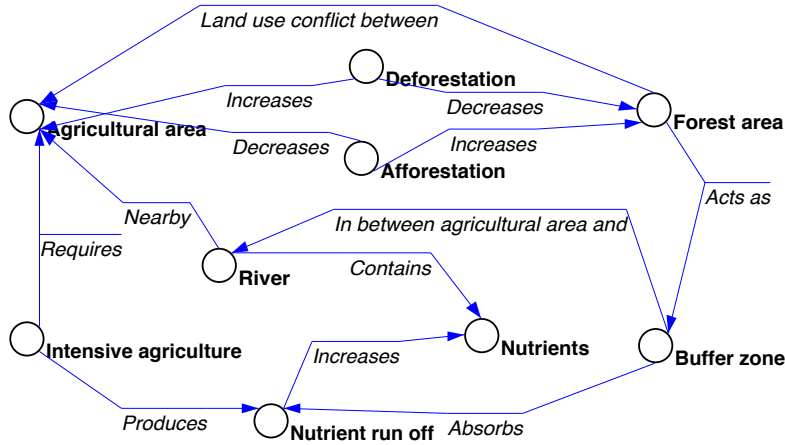 Land use conflict between
Deforestation
Increases
Decreases
Agricultural area
Forest area
Decreases
Increases
Afforestation
Acts as
Nearby
In between agricultural area and
Requires
Contains
River
Intensive agriculture
Increases
Nutrients
Buffer zone
Produces
Nutrient run off
Absorbs